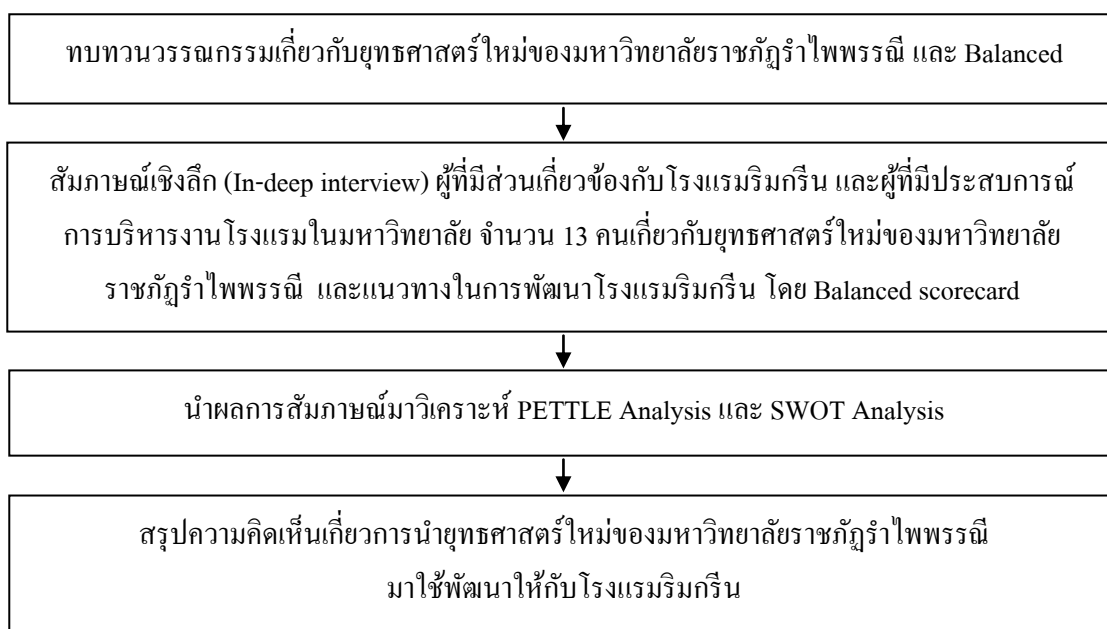 ทบทวนวรรณกรรมเกี่ยวกับยุทธศาสตร์ใหม่ของมหาวิทยาลัยราชภัฏรำไพพรรณี และ Balanced
สัมภาษณ์เชิงลึก (In-deep interview) ผู้ที่มีส่วนเกี่ยวข้องกับโรงแรมริมกรีน และผู้ที่มีประสบการณ์
การบริหารงานโรงแรมในมหาวิทยาลัย จำนวน 13 คนเกี่ยวกับยุทธศาสตร์ใหม่ของมหาวิทยาลัย
ราชภัฏรำไพพรรณี และแนวทางในการพัฒนาโรงแรมริมกรีน โดย Balanced scorecard
นำผลการสัมภาษณ์มาวิเคราะห์ PETTLE Analysis และ SWOT Analysis
สรุปความคิดเห็นเกี่ยวการนำยุทธศาสตร์ใหม่ของมหาวิทยาลัยราชภัฏรำไพพรรณี
มาใช้พัฒนาให้กับโรงแรมริมกรีน